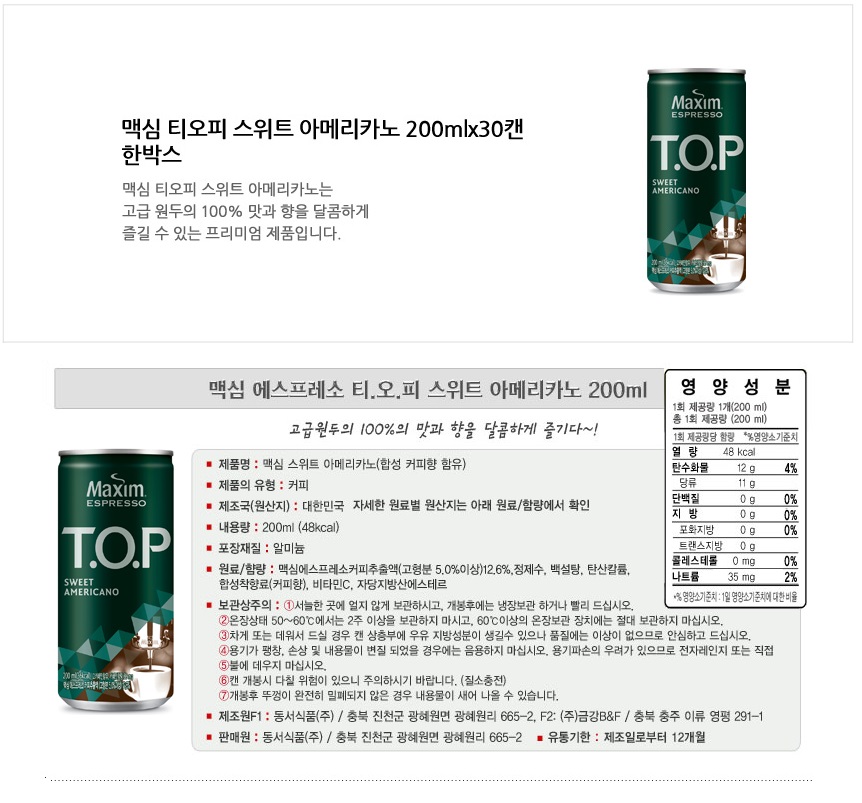 맥심 티오피 스위트 아메리카노 200mlx30캔
한박스
맥심 티오피 스위트 아메리카노는
고급 원두의 100% 맛과 향을 달콤하게
즐길 수 있는 프리미엄 제품입니다.
Maxim
ESPRESSO
T.O.P
SWEET
AMERICANO
맥심 에스프레소 티.오.피 스위트 아메리카노 200ml
고급원두의 100%의 맛과 향을 달콤하게 즐기다~!
Maxim
ESPRESSO
T.O.P
SWEET
AMERICANO
■ 제품명 : 맥심 스위트 아메리카노(합성 커피향 함유)
■ 제품의 유형 : 커피
■ 제조국(원산지) : 대한민국 자세한 원료별 원산지는 아래 원료/함량에서 확인
■ 내용량 : 200ml (48kcal)
■ 포장재질 : 알미늄
■ 원료/함량 : 맥심에스프레소커피추출액(고형분 5.0%이상)12.6%,정제수, 백설탕, 탄산칼륨,
합성착향료(커피향), 비타민C, 자당지방산에스테르
■ 보관상주의 : ①서늘한 곳에 얼지 않게 보관하시고, 개봉후에는 냉장보관 하거나 빨리 드십시오.
②온장상태 50~60℃에서는 2주 이상을 보관하지 마시고, 60℃이상의 온장보관 장치에는 절대 보관하지 마십시오.
③차게 또는 데워서 드실 경우 캔 상층부에 우유 지방성분이 생길수 있으나 품질에는 이상이 없으므로 안심하고 드십시오.
④용기가 팽창, 손상 및 내용물이 변질 되었을 경우에는 음용하지 마십시오. 용기파손의 우려가 있으므로 전자레인지 또는 직접
⑤불에 데우지 마십시오.
⑥캔 개봉시 다칠 위험이 있으니 주의하시기 바랍니다. (질소충전)
⑦개봉후 뚜껑이 완전히 밀폐되지 않은 경우 내용물이 새어 나올 수 있습니다.
■ 제조원F1 : 동서식품(주) / 충북 진천군 광혜원면 광혜원리 665-2, F2: (주)금강B&F / 충북 충주 이류 영평 291-1
■ 판매원 : 동서식품(주) / 충북 진천군 광혜원면 광혜원리 665-2 ■ 유통기한 : 제조일로부터 12개월
영 양 성 분
1회 제공량 1개(200 ml)
총 1회 제공량 (200 ml)
1회 제공량당 함량 *%영양소기준치
열 량 48 kcal
탄수화물 12 g 4%
당류 11 g
단백질 0 g 0%
지 방 0 g 0%
포화지방 0 g 0%
트랜스지방 0 g
콜레스테롤 0 mg 0%
나트륨 35 mg 2%
*% 영양소기준치 : 1일 영양소기준치에 대한 비율